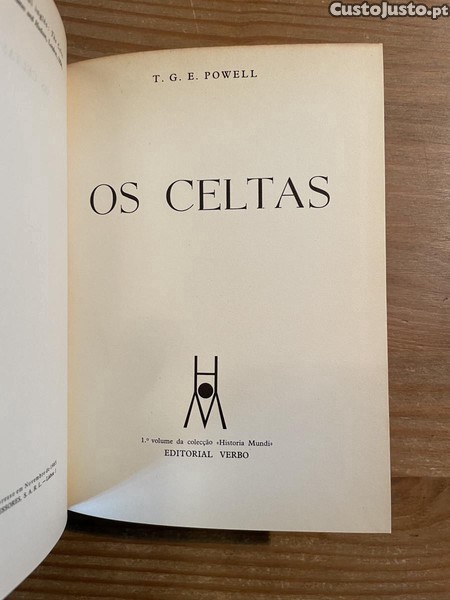 CustoJusto.pt
T. G. E. POWELL
OS CELTAS
1.º volume da colecção «Historia Mundi»
EDITORIAL VERBO